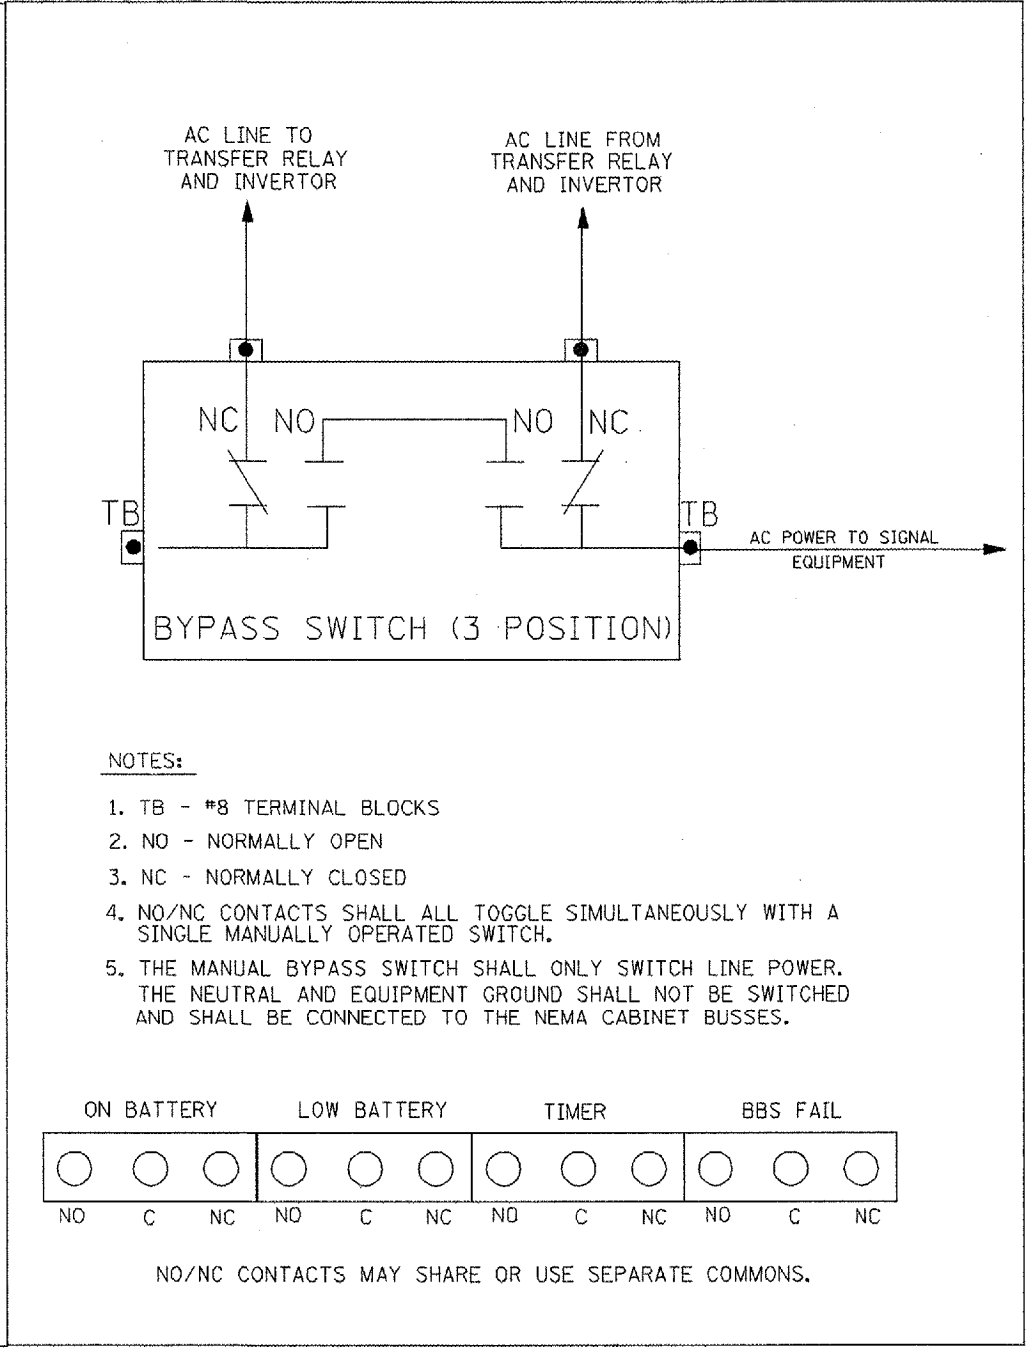 AC LINE TO
TRANSFER RELAY
AND INVERTOR
AC LINE FROM
TRANSFER RELAY
AND INVERTOR
NC NO NO NC
TB TB
AC POWER TO SIGNAL
EQUIPMENT
BYPASS SWITCH (3 POSITION)
NOTES:
1. TB - #8 TERMINAL BLOCKS
2. NO - NORMALLY OPEN
3. NC - NORMALLY CLOSED
4. NO/NC CONTACTS SHALL ALL TOGGLE SIMULTANEOUSLY WITH A
SINGLE MANUALLY OPERATED SWITCH.
5. THE MANUAL BYPASS SWITCH SHALL ONLY SWITCH LINE POWER.
THE NEUTRAL AND EQUIPMENT GROUND SHALL NOT BE SWITCHED
AND SHALL BE CONNECTED TO THE NEMA CABINET BUSSES.
ON BATTERY LOW BATTERY TIMER BBS FAIL
NO C NC NO C NC NO C NC NO C NC
NO/NC CONTACTS MAY SHARE OR USE SEPARATE COMMONS.